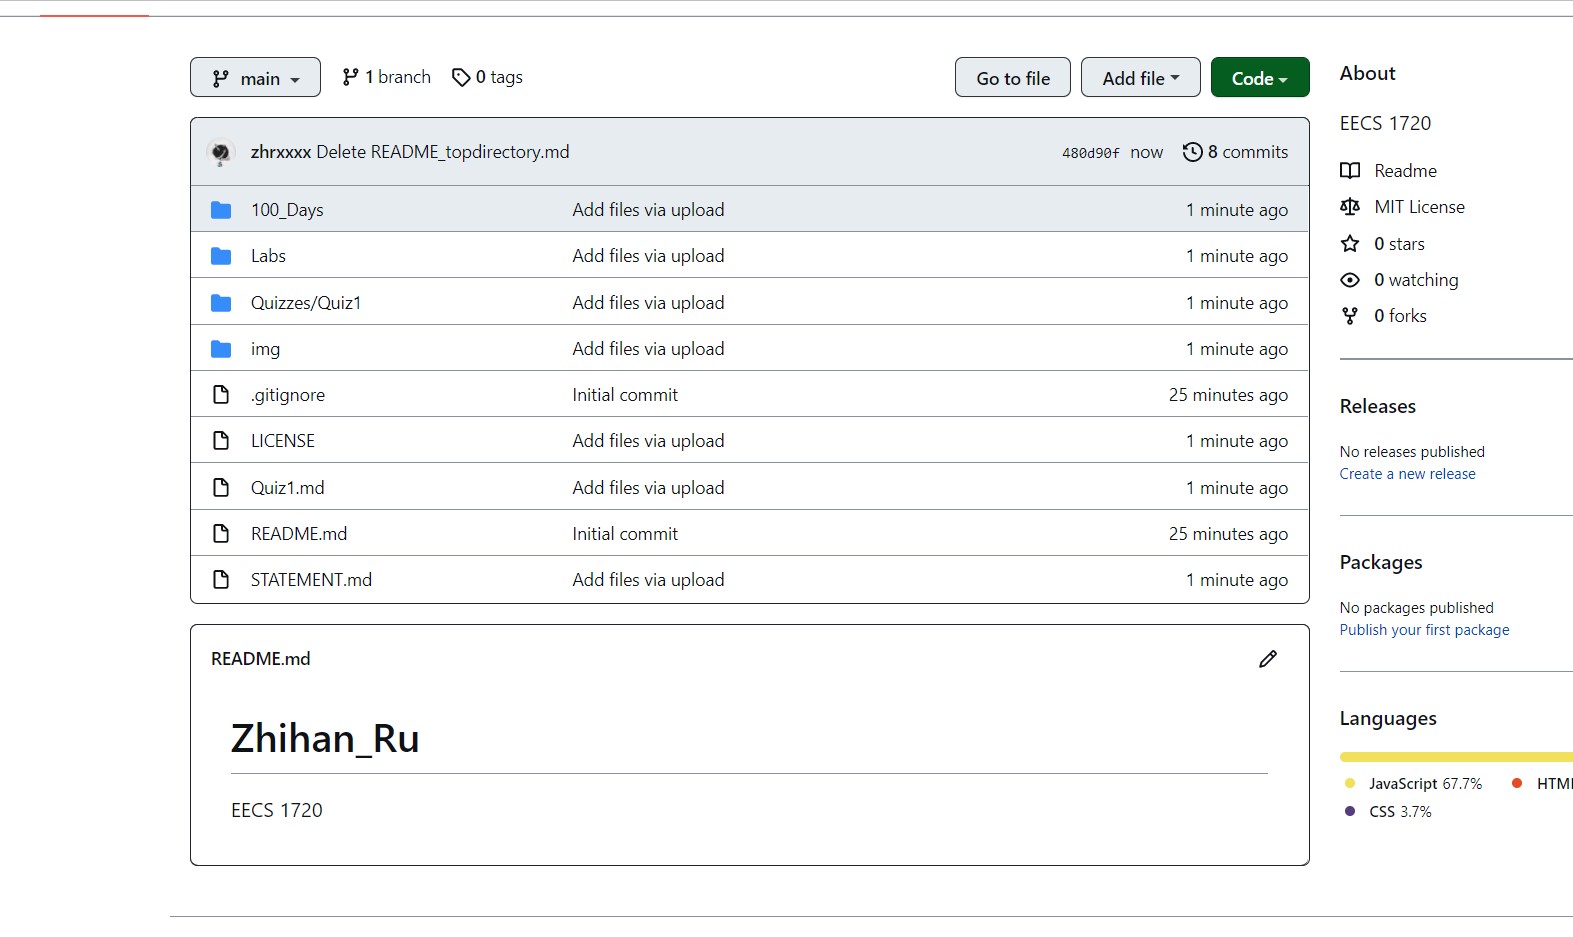 main
1 branch
0 tags
Go to file
Add file
Code
zhrxxxx Delete README_topdirectory.md
480d90f now
8 commits
100_Days Add files via upload 1 minute ago
Labs Add files via upload 1 minute ago
Quizzes/Quiz1 Add files via upload 1 minute ago
img Add files via upload 1 minute ago
.gitignore Initial commit 25 minutes ago
LICENSE Add files via upload 1 minute ago
Quiz1.md Add files via upload 1 minute ago
README.md Initial commit 25 minutes ago
STATEMENT.md Add files via upload 1 minute ago
README.md
Zhihan_Ru
EECS 1720
About
EECS 1720
Readme
MIT License
0 stars
0 watching
0 forks
Releases
No releases published
Create a new release
Packages
No packages published
Publish your first package
Languages
JavaScript 67.7%
CSS 3.7%